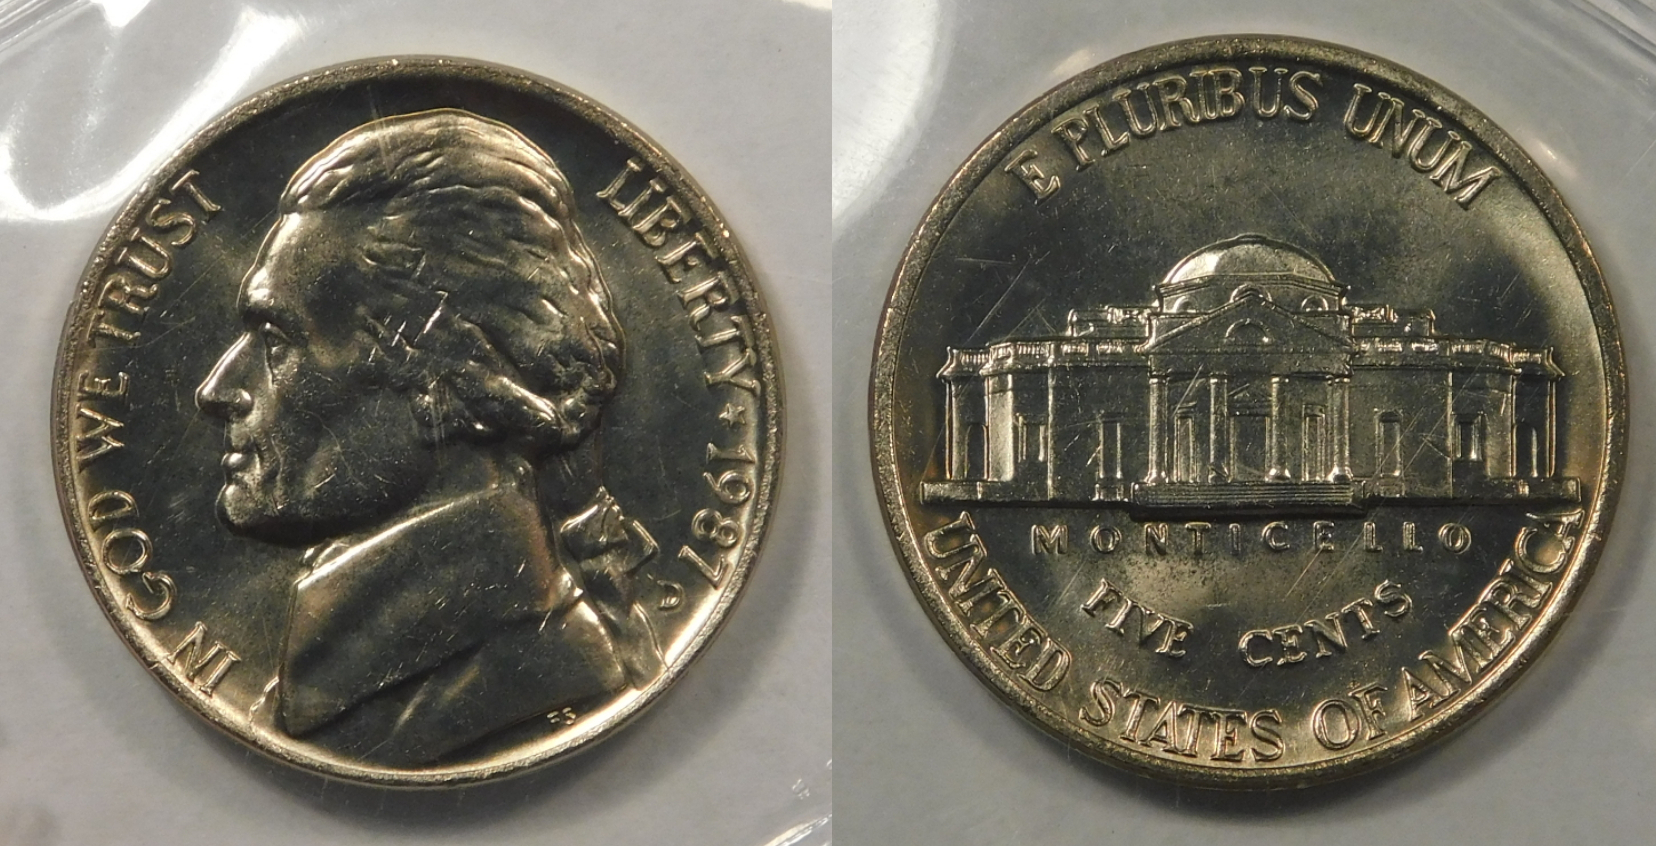 IN GOD WE TRUST
LIBERTY ★ 1987
P
FS
E PLURIBUS UNUM
MONTICELLO
FIVE CENTS
UNITED STATES OF AMERICA